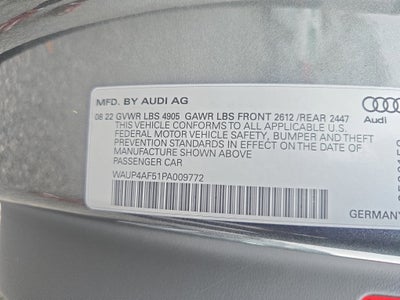 MFD. BY AUDI AG
08 22 GVWR LBS 4905 GAWR LBS FRONT 2612 /REAR 2447
THIS VEHICLE CONFORMS TO ALL APPLICABLE U.S.
FEDERAL MOTOR VEHICLE SAFETY, BUMPER AND THEFT
PREVENTION STANDARDS IN EFFECT ON THE DATE OF
MANUFACTURE SHOWN ABOVE.
PASSENGER CAR
WAUP4AF51PA009772
Audi
GERMANY